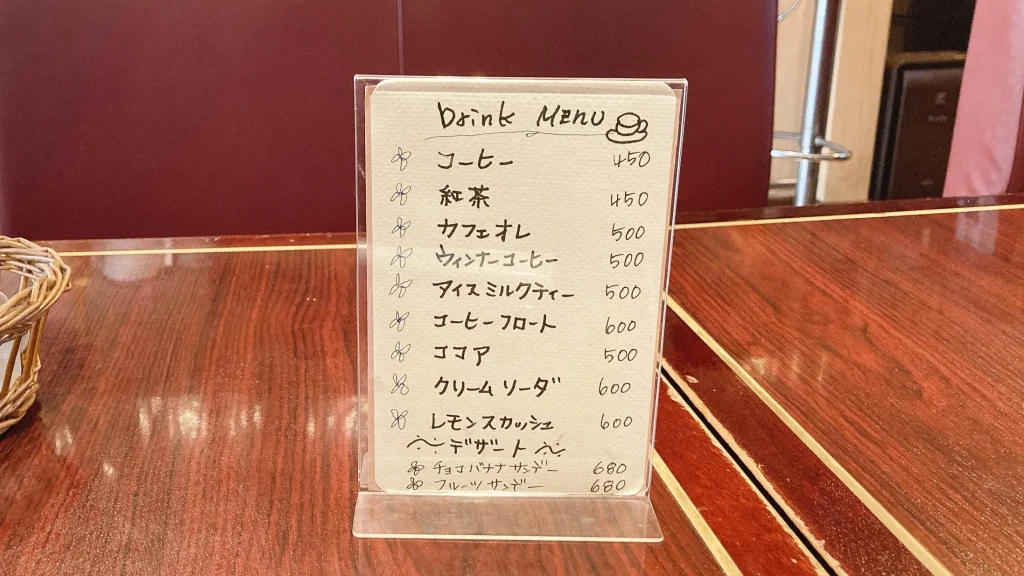 Drink MENU
コーヒー 450
紅茶 450
カフェオレ 500
ウィンナーコーヒー 500
アイスミルクティー 500
コーヒーフロート 600
ココア 500
クリームソーダ 600
レモンスカッシュ 600
デザート
チョコバナナサンデー 680
フルーツサンデー 680